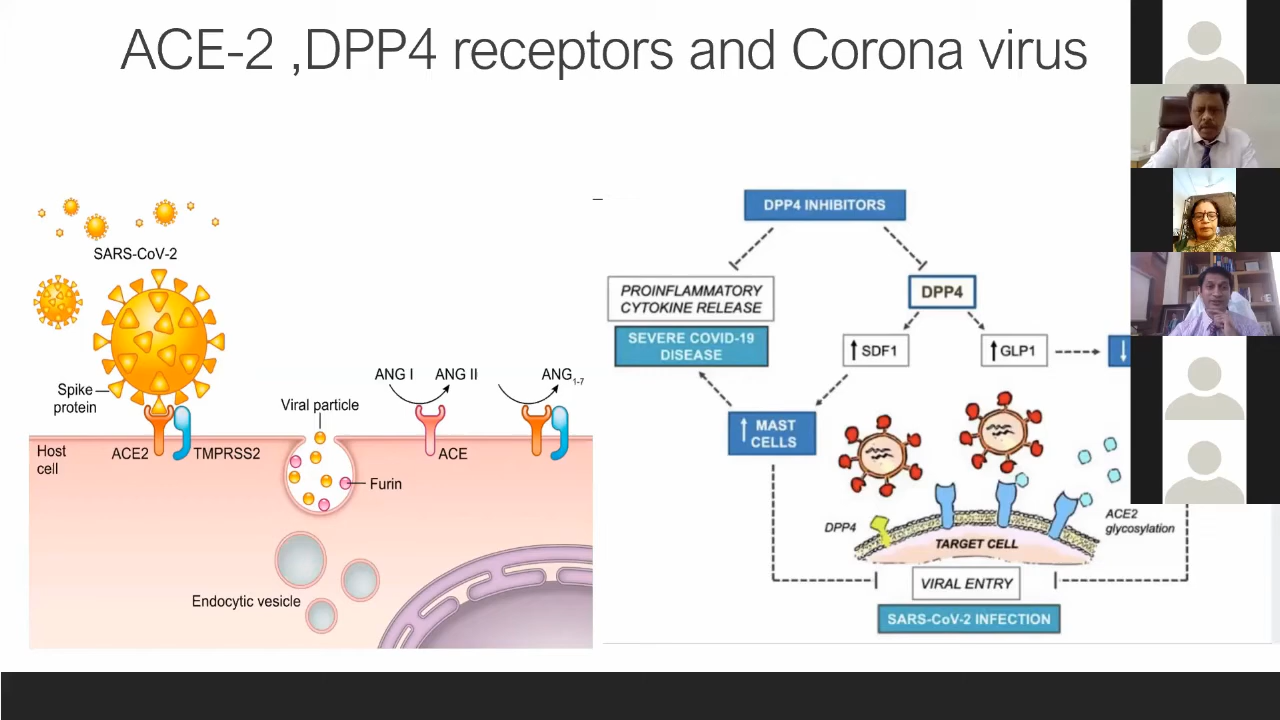 ACE-2 ,DPP4 receptors and Corona virus
SARS-CoV-2
Spike
protein
Host
cell
ACE2
TMPRSS2
Viral particle
Furin
Endocytic vesicle
ANG I
ANG II
ACE
ANG1-7
DPP4 INHIBITORS
PROINFLAMMATORY
CYTOKINE RELEASE
SEVERE COVID-19
DISEASE
DPP4
↑ SDF1
↑ GLP1
↓
↑ MAST
CELLS
DPP4
ACE2
glycosylation
TARGET CELL
VIRAL ENTRY
SARS-CoV-2 INFECTION